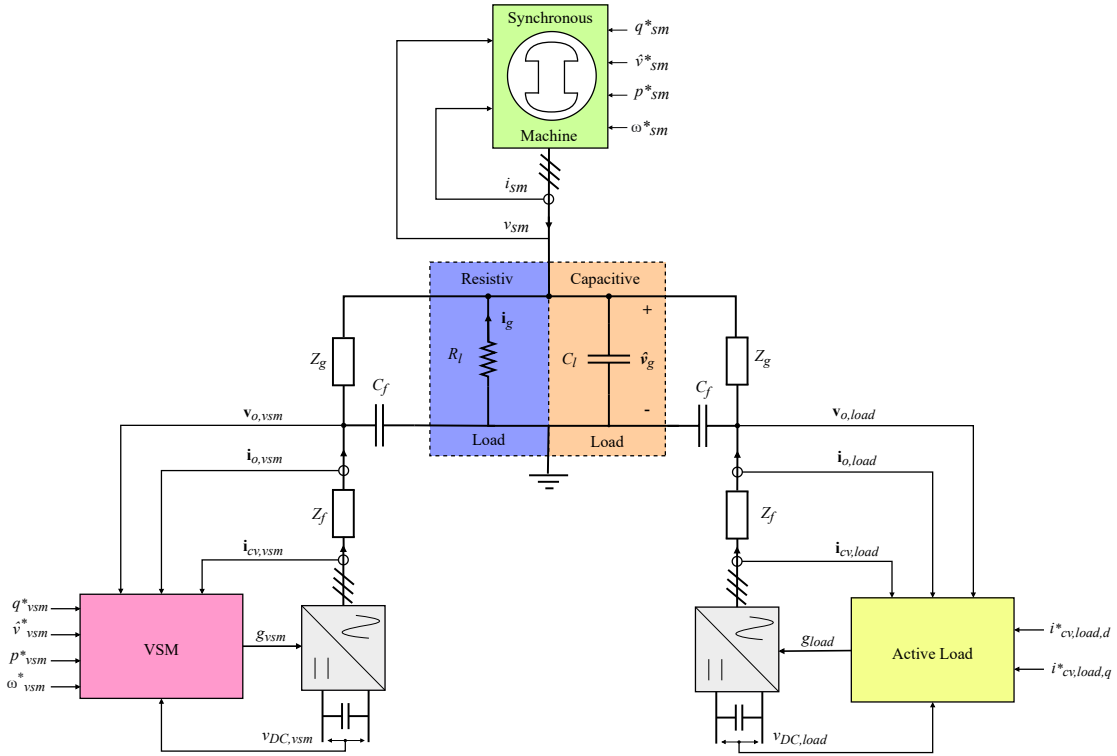 Synchronous
Machine
q*sm
v̂*sm
p*sm
ω*sm
ism
vsm
Resistiv
Capacitive
ig
+
Rl
Cl
v̂g
-
Load
Load
Zg
Zg
Cf
Cf
vo,vsm
vo,load
io,vsm
io,load
Zf
Zf
icv,vsm
icv,load
q*vsm
v̂*vsm
p*vsm
ω*vsm
VSM
gvsm
gload
Active Load
i*cv,load,d
i*cv,load,q
vDC,vsm
vDC,load